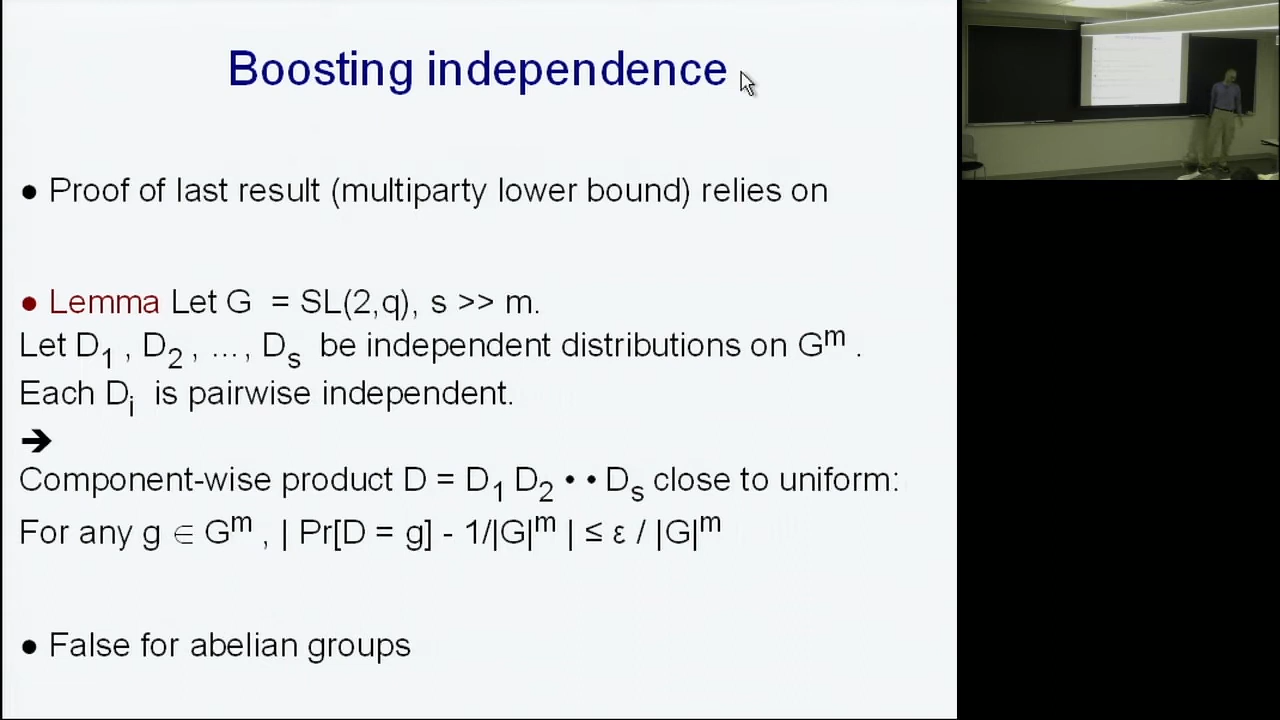 Boosting independence
● Proof of last result (multiparty lower bound) relies on
● Lemma Let G = SL(2,q), s >> m.
Let D1 , D2 , ..., Ds be independent distributions on Gm .
Each Di is pairwise independent.
➔
Component-wise product D = D1 D2 • • Ds close to uniform:
For any g ∈ Gm , | Pr[D = g] - 1/|G|m | ≤ ε / |G|m
● False for abelian groups